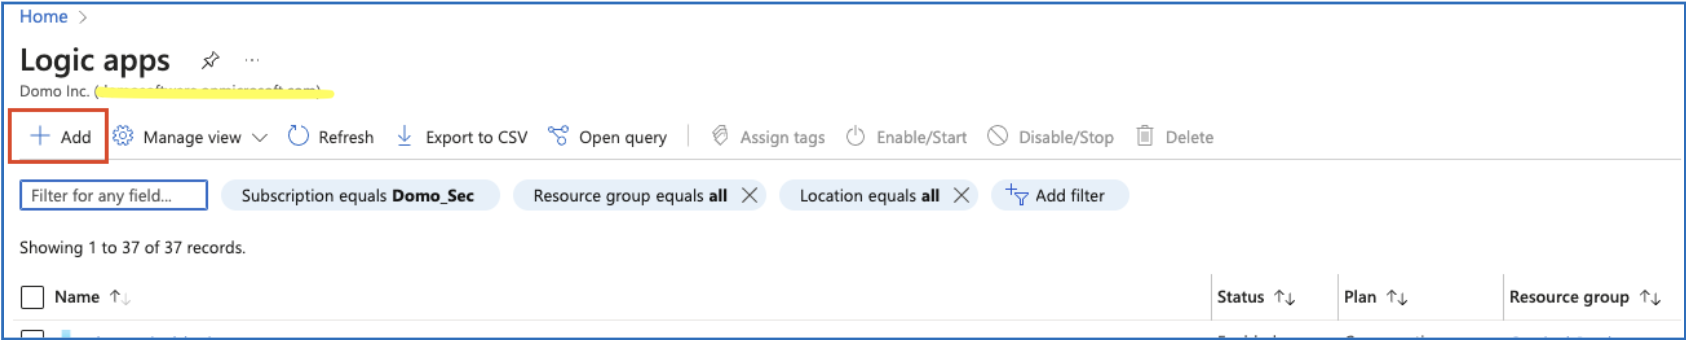 Home >
Logic apps ...
Domo Inc. (
+ Add Manage view Refresh Export to CSV Open query Assign tags Enable/Start Disable/Stop Delete
Filter for any field... Subscription equals Domo_Sec Resource group equals all Location equals all Add filter
Showing 1 to 37 of 37 records.
Name ↑↓ Status ↑↓ Plan ↑↓ Resource group ↑↓